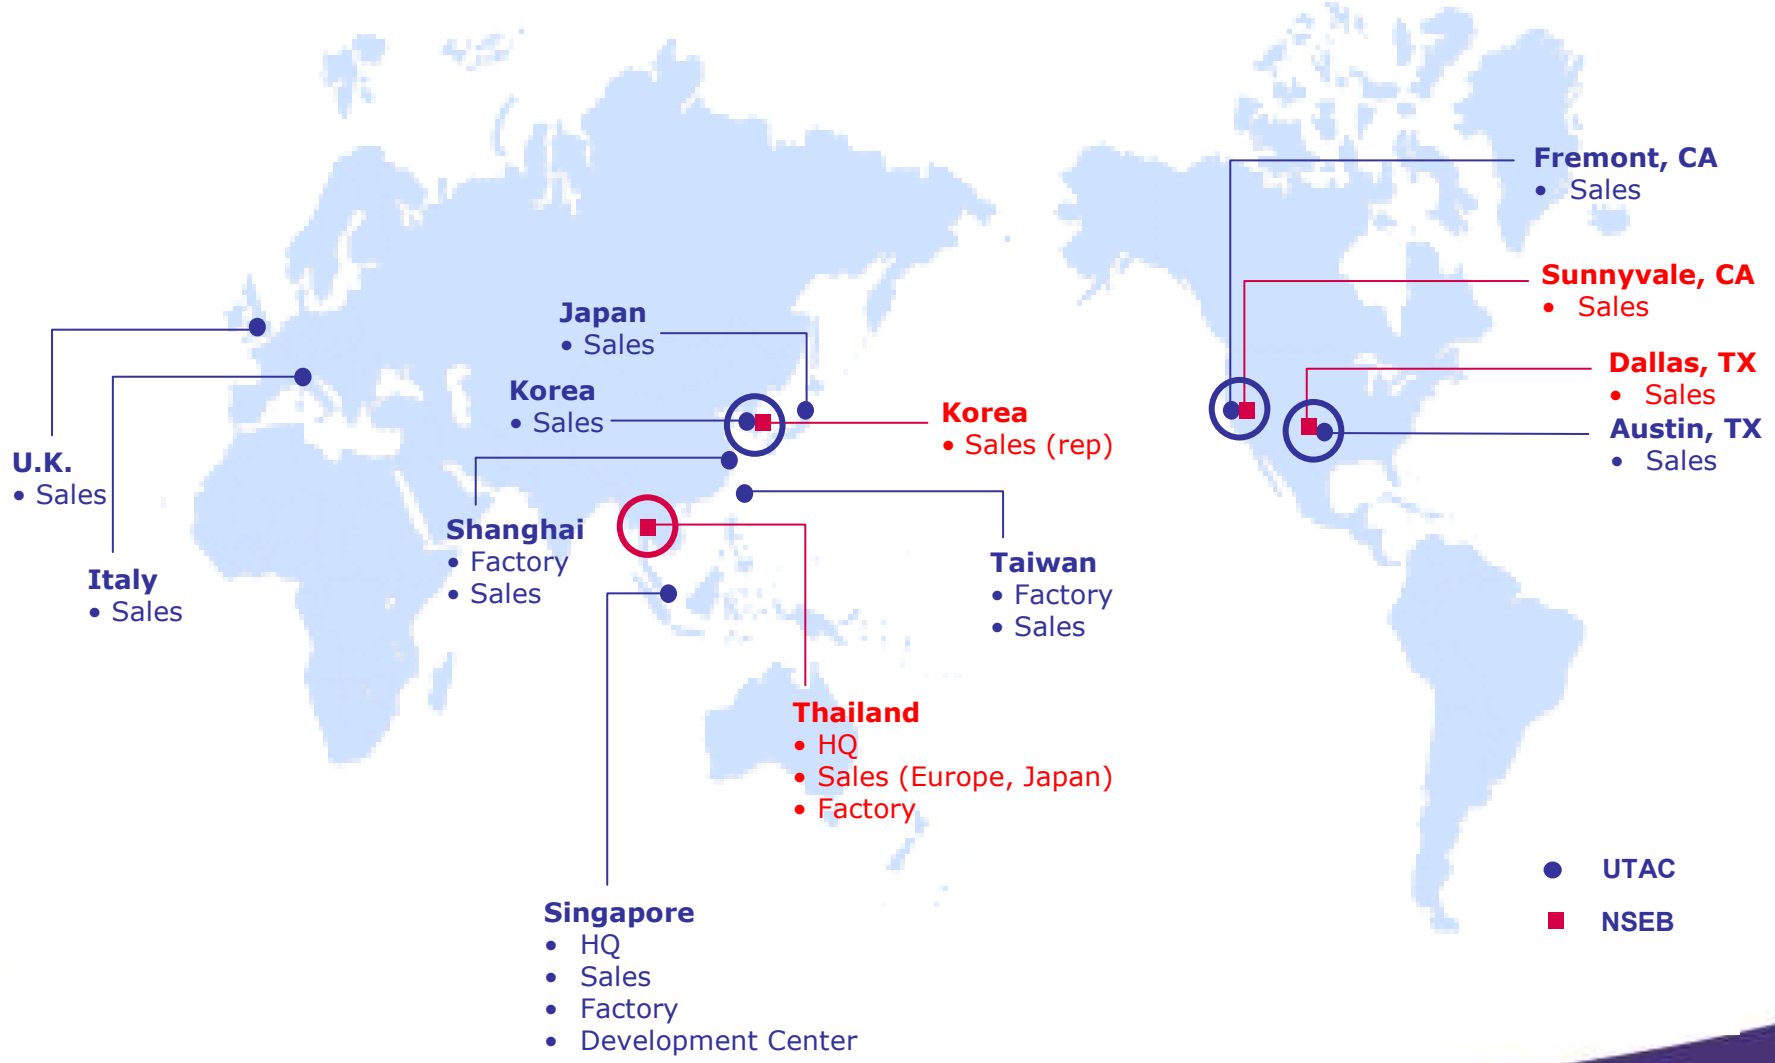 Fremont, CA
• Sales
Sunnyvale, CA
• Sales
Japan
• Sales
Dallas, TX
• Sales
Korea
• Sales
Korea
• Sales (rep)
Austin, TX
• Sales
U.K.
• Sales
Shanghai
• Factory
• Sales
Taiwan
• Factory
• Sales
Italy
• Sales
Thailand
• HQ
• Sales (Europe, Japan)
• Factory
UTAC
NSEB
Singapore
• HQ
• Sales
• Factory
• Development Center